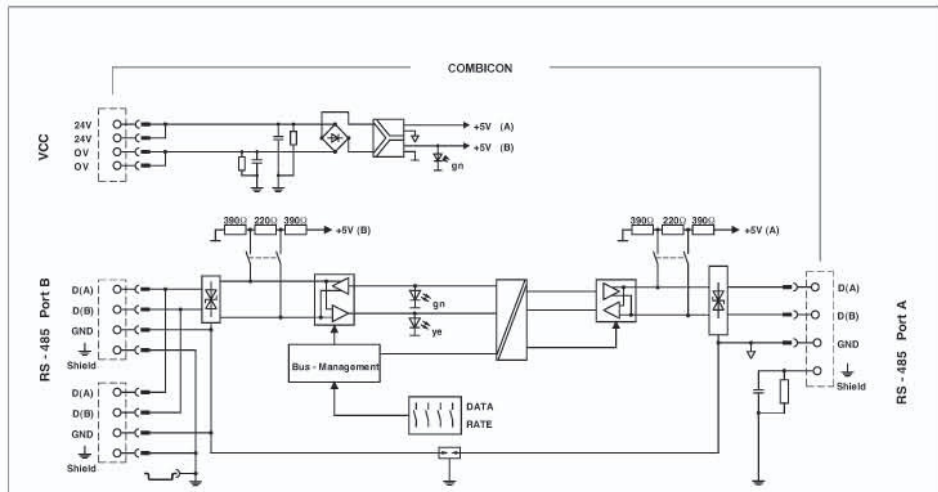 COMBICON
VCC
24V
24V
0V
0V
+5V (A)
+5V (B)
gn
390Ω 220Ω 390Ω
+5V (B)
390Ω 220Ω 390Ω
+5V (A)
RS - 485 Port B
D(A)
D(B)
GND
Shield
D(A)
D(B)
GND
Shield
gn
ye
Bus - Management
DATA
RATE
D(A)
D(B)
GND
Shield
RS - 485 Port A